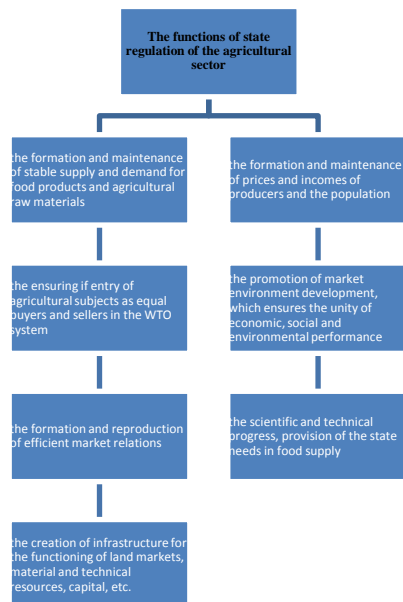 The functions of state
regulation of the agricultural
sector
the formation and maintenance
of stable supply and demand for
food products and agricultural
raw materials
the formation and maintenance
of prices and incomes of
producers and the population
the ensuring if entry of
agricultural subjects as equal
buyers and sellers in the WTO
system
the promotion of market
environment development,
which ensures the unity of
economic, social and
environmental performance
the formation and reproduction
of efficient market relations
the scientific and technical
progress, provision of the state
needs in food supply
the creation of infrastructure for
the functioning of land markets,
material and technical
resources, capital, etc.